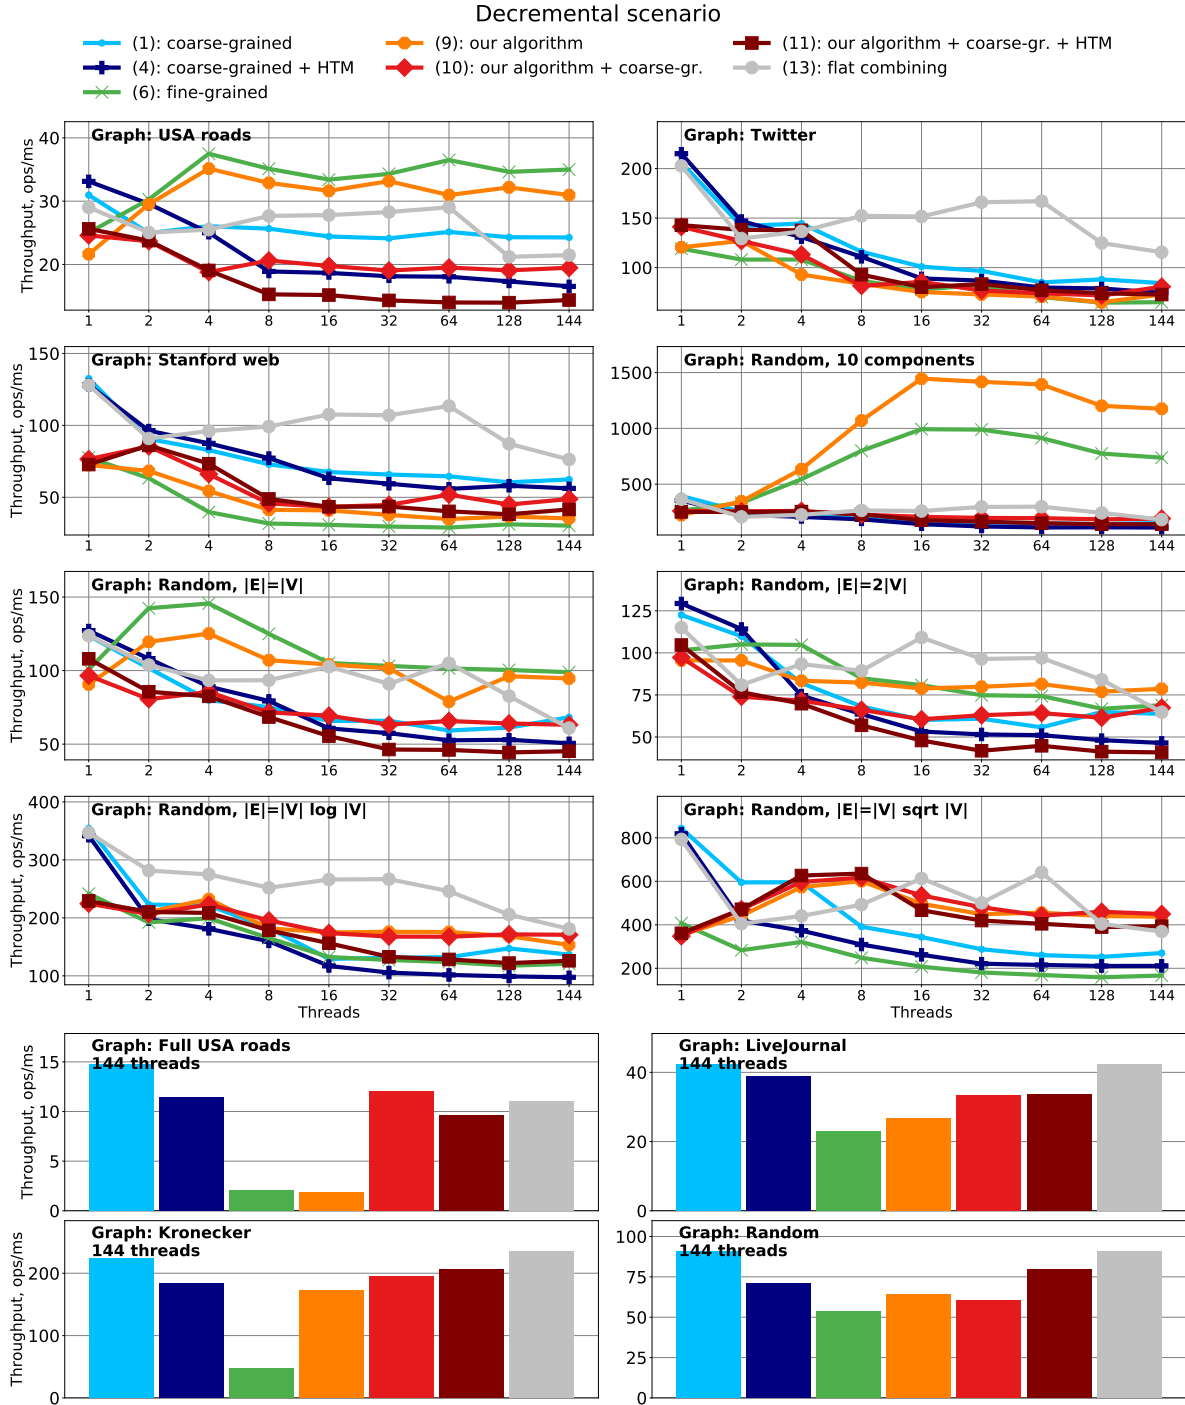 Decremental scenario
(1): coarse-grained
(9): our algorithm
(11): our algorithm + coarse-gr. + HTM
(4): coarse-grained + HTM
(10): our algorithm + coarse-gr.
(13): flat combining
(6): fine-grained
Graph: USA roads
Throughput, ops/ms
40
30
20
1 2 4 8 16 32 64 128 144
Graph: Twitter
200
150
100
1 2 4 8 16 32 64 128 144
Graph: Stanford web
Throughput, ops/ms
150
100
50
1 2 4 8 16 32 64 128 144
Graph: Random, 10 components
1500
1000
500
1 2 4 8 16 32 64 128 144
Graph: Random, |E|=|V|
Throughput, ops/ms
150
100
50
1 2 4 8 16 32 64 128 144
Graph: Random, |E|=2|V|
125
100
75
50
1 2 4 8 16 32 64 128 144
Graph: Random, |E|=|V| log |V|
Throughput, ops/ms
400
300
200
100
1 2 4 8 16 32 64 128 144
Threads
Graph: Random, |E|=|V| sqrt |V|
800
600
400
200
1 2 4 8 16 32 64 128 144
Threads
Graph: Full USA roads
144 threads
Throughput, ops/ms
15
10
5
0
Graph: LiveJournal
144 threads
40
20
0
Graph: Kronecker
144 threads
Throughput, ops/ms
200
100
0
Graph: Random
144 threads
100
75
50
25
0